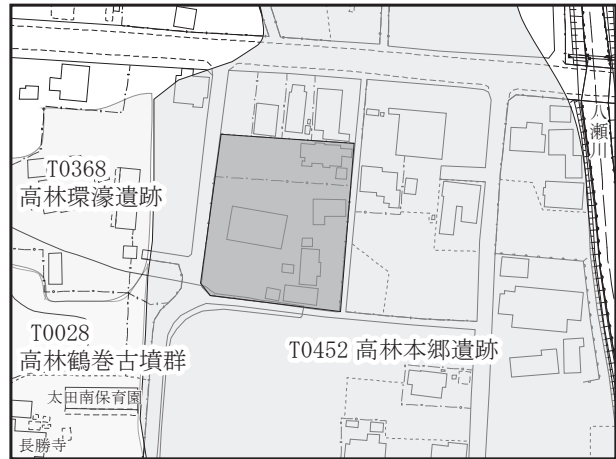 八瀬川
T0368
高林環濠遺跡
T0028
高林鶴巻古墳群
T0452 高林本郷遺跡
太田南保育園
長勝寺